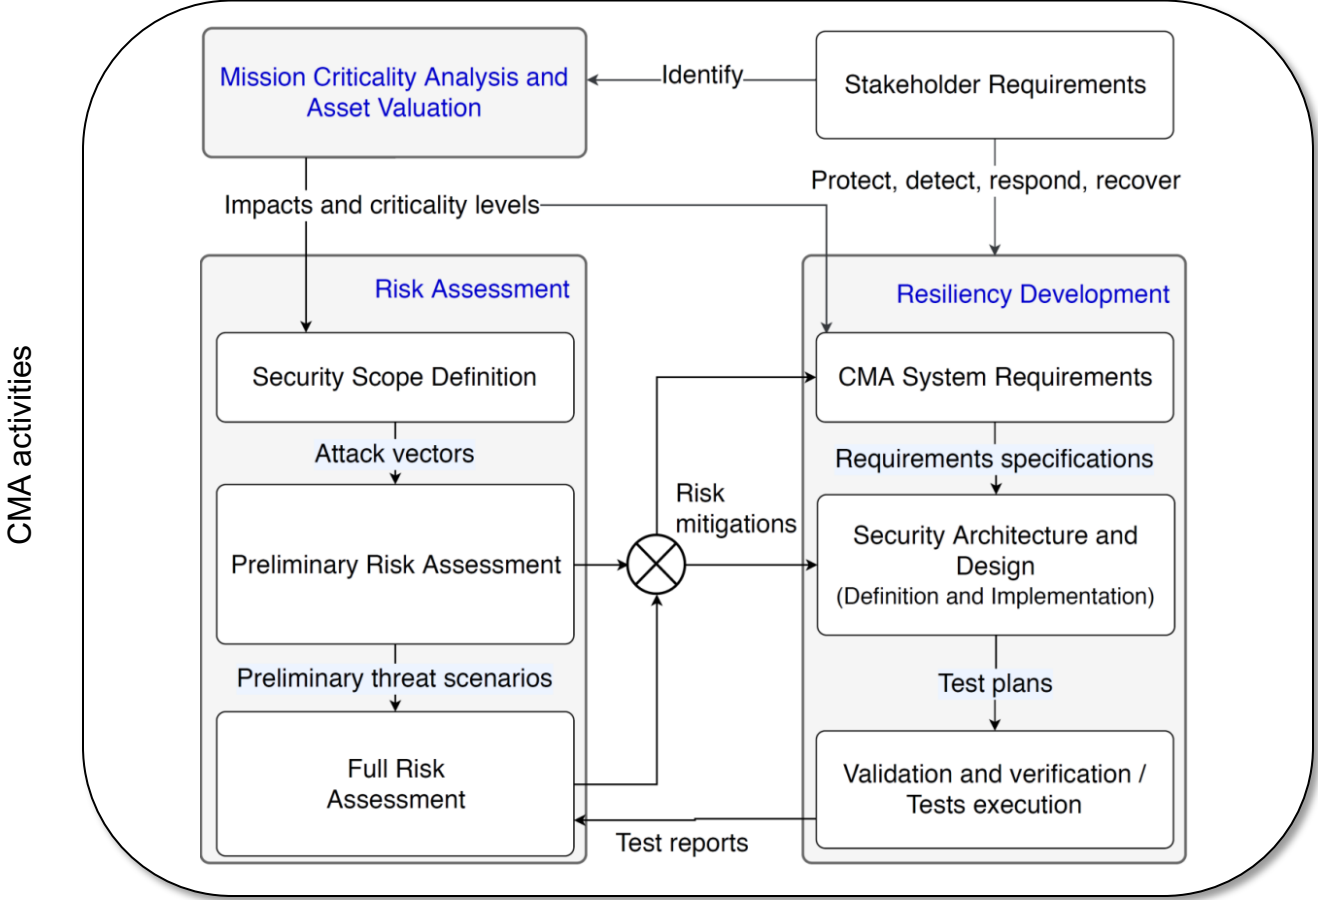 CMA activities
Mission Criticality Analysis and
Asset Valuation
Identify
Stakeholder Requirements
Protect, detect, respond, recover
Impacts and criticality levels
Risk Assessment
Security Scope Definition
Attack vectors
Preliminary Risk Assessment
Preliminary threat scenarios
Full Risk
Assessment
Risk
mitigations
Resiliency Development
CMA System Requirements
Requirements specifications
Security Architecture and
Design
(Definition and Implementation)
Test plans
Validation and verification /
Tests execution
Test reports